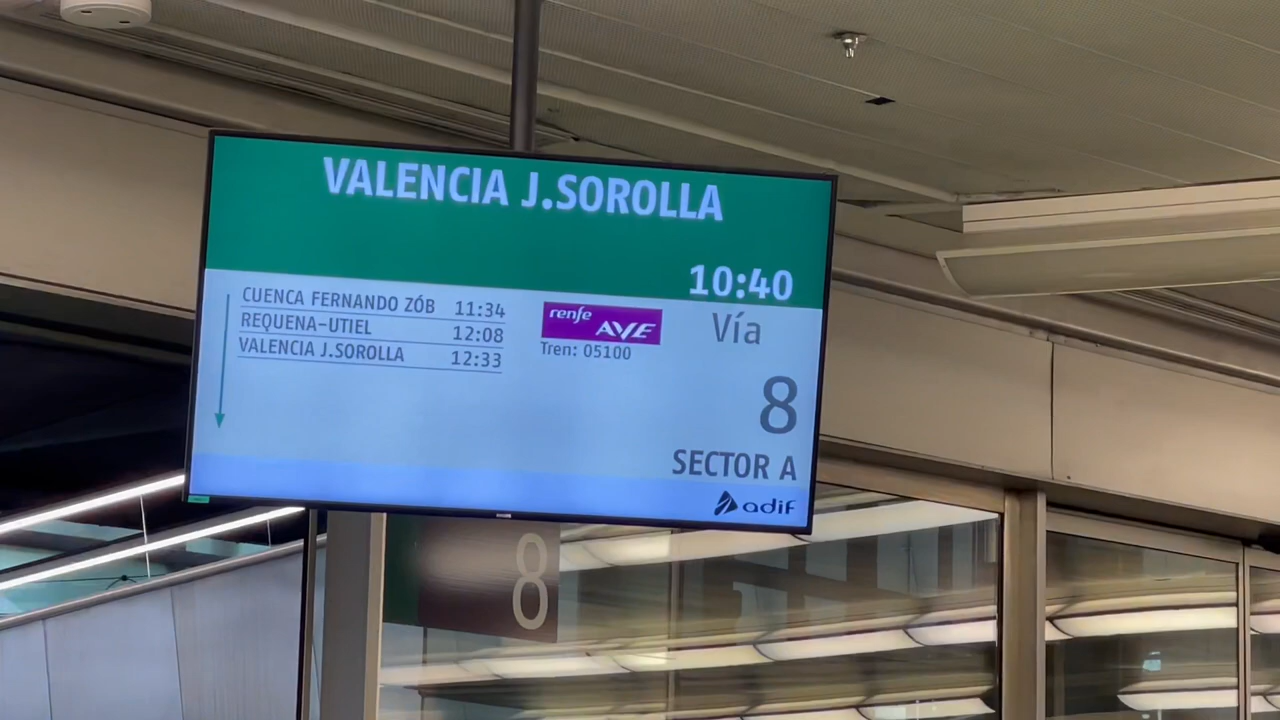 VALENCIA J.SOROLLA
10:40
CUENCA FERNANDO ZÓB 11:34
REQUENA-UTIEL 12:08
VALENCIA J.SOROLLA 12:33
renfe
AVE
Tren: 05100
Vía
8
SECTOR A
adif
8